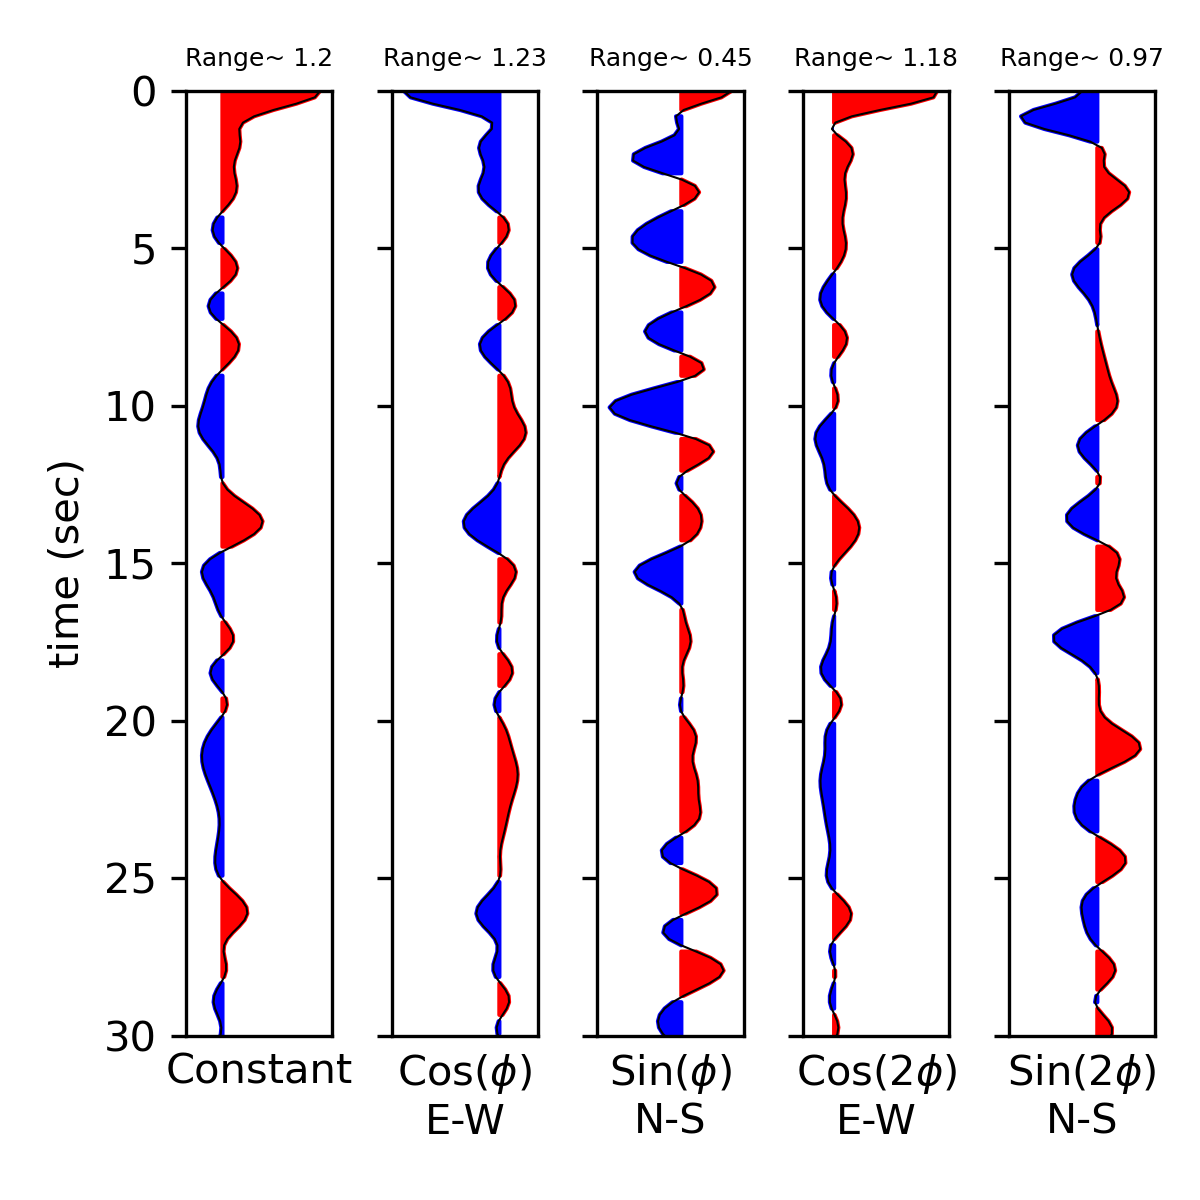 Range~ 1.2 Range~ 1.23 Range~ 0.45 Range~ 1.18 Range~ 0.97
0
5
10
15
20
25
30
time (sec)
Constant Cos(ϕ) Sin(ϕ) Cos(2ϕ) Sin(2ϕ)
E-W N-S E-W N-S